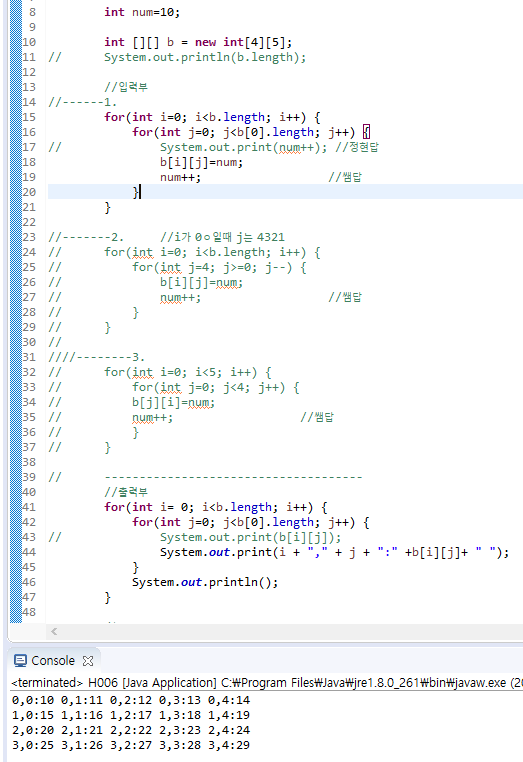 8 int num=10;
9
10 int [][] b = new int[4][5];
11 // System.out.println(b.length);
12
13 //입력부
14 //------1.
15 for(int i=0; i<b.length; i++) {
16 for(int j=0; j<b[0].length; j++) {
17 // System.out.print(num++); //정현답
18 b[i][j]=num;
19 num++; //쌤답
20 }
21 }
22
23 //-------2. //i가 0ㅇ일때 j는 4321
24 // for(int i=0; i<b.length; i++) {
25 // for(int j=4; j>=0; j--) {
26 // b[i][j]=num;
27 // num++; //쌤답
28 // }
29 // }
30 //
31 ////--------3.
32 // for(int i=0; i<5; i++) {
33 // for(int j=0; j<4; j++) {
34 // b[j][i]=num;
35 // num++; //쌤답
36 // }
37 // }
38
39 // -------------------------------------
40 //출력부
41 for(int i= 0; i<b.length; i++) {
42 for(int j=0; j<b[0].length; j++) {
43 // System.out.print(b[i][j]);
44 System.out.print(i + "," + j + ":" +b[i][j]+ " ");
45 }
46 System.out.println();
47 }
48
Console
<terminated> H006 [Java Application] C:₩Program Files₩Java₩jre1.8.0_261₩bin₩javaw.exe (20
0,0:10 0,1:11 0,2:12 0,3:13 0,4:14
1,0:15 1,1:16 1,2:17 1,3:18 1,4:19
2,0:20 2,1:21 2,2:22 2,3:23 2,4:24
3,0:25 3,1:26 3,2:27 3,3:28 3,4:29